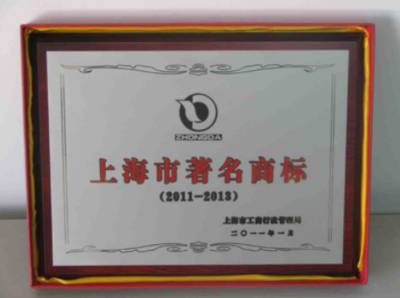 ZHONGDA
上海市著名商标
(2011-2013)
上海市工商行政管理局
二〇一一年一月